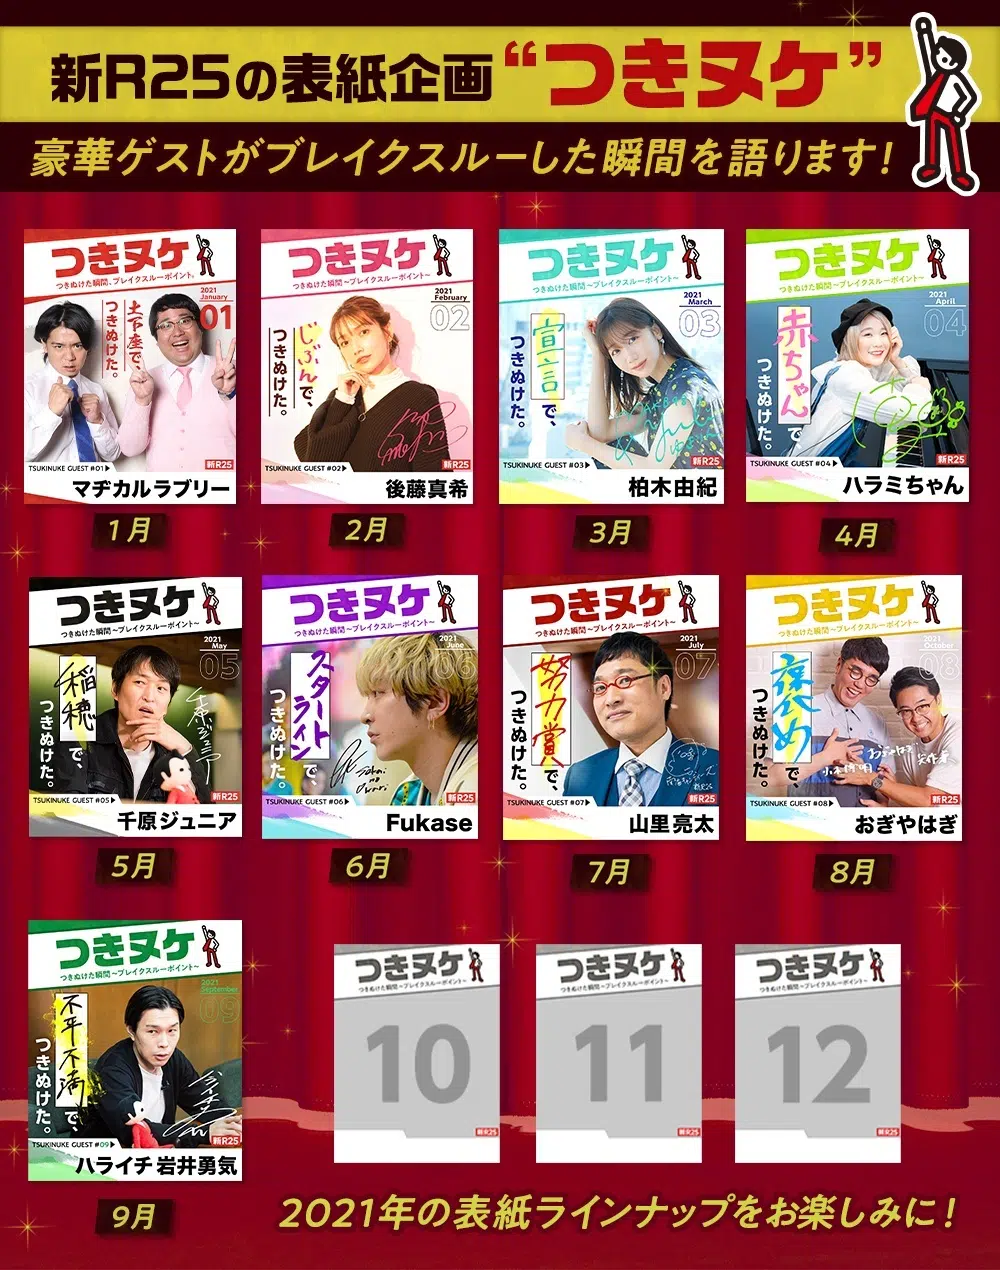 新R25の表紙企画“つきヌケ”
豪華ゲストがブレイクスルーした瞬間を語ります！
つきヌケ
つきぬけた瞬間、ブレイクスルーポイント。
2021
January
01
土下座で、
つきぬけた。
TSUKINUKE GUEST #01▶
新R25
マヂカルラブリー
1月
つきヌケ
つきぬけた瞬間～ブレイクスルーポイント～
2021
February
02
じぶんで、
つきぬけた。
TSUKINUKE GUEST #02▶
新R25
後藤真希
2月
つきヌケ
つきぬけた瞬間～ブレイクスルーポイント～
2021
March
03
宣言で、
つきぬけた。
TSUKINUKE GUEST #03▶
新R25
柏木由紀
3月
つきヌケ
つきぬけた瞬間～ブレイクスルーポイント～
2021
April
04
赤ちゃんで
つきぬけた。
TSUKINUKE GUEST #04▶
新R25
ハラミちゃん
4月
つきヌケ
つきぬけた瞬間～ブレイクスルーポイント～
2021
May
05
稲穂で、
つきぬけた。
千原ジュニア
TSUKINUKE GUEST #05▶
新R25
千原ジュニア
5月
つきヌケ
つきぬけた瞬間～ブレイクスルーポイント～
2021
June
06
スタートラインで、
つきぬけた。
TSUKINUKE GUEST #06▶
新R25
Fukase
6月
つきヌケ
つきぬけた瞬間～ブレイクスルーポイント～
2021
July
07
努力賞で、
つきぬけた。
TSUKINUKE GUEST #07▶
新R25
山里亮太
7月
つきヌケ
つきぬけた瞬間～ブレイクスルーポイント～
2021
October
08
褒めで、
つきぬけた。
おぎやはぎ
小木博明
矢作兼
TSUKINUKE GUEST #08▶
新R25
おぎやはぎ
8月
つきヌケ
つきぬけた瞬間～ブレイクスルーポイント～
2021
September
09
不平不満で、
つきぬけた。
TSUKINUKE GUEST #09▶
新R25
ハライチ 岩井勇気
9月
つきヌケ
つきぬけた瞬間～ブレイクスルーポイント～
10
新R25
つきヌケ
つきぬけた瞬間～ブレイクスルーポイント～
11
新R25
つきヌケ
つきぬけた瞬間～ブレイクスルーポイント～
12
新R25
2021年の表紙ラインナップをお楽しみに！